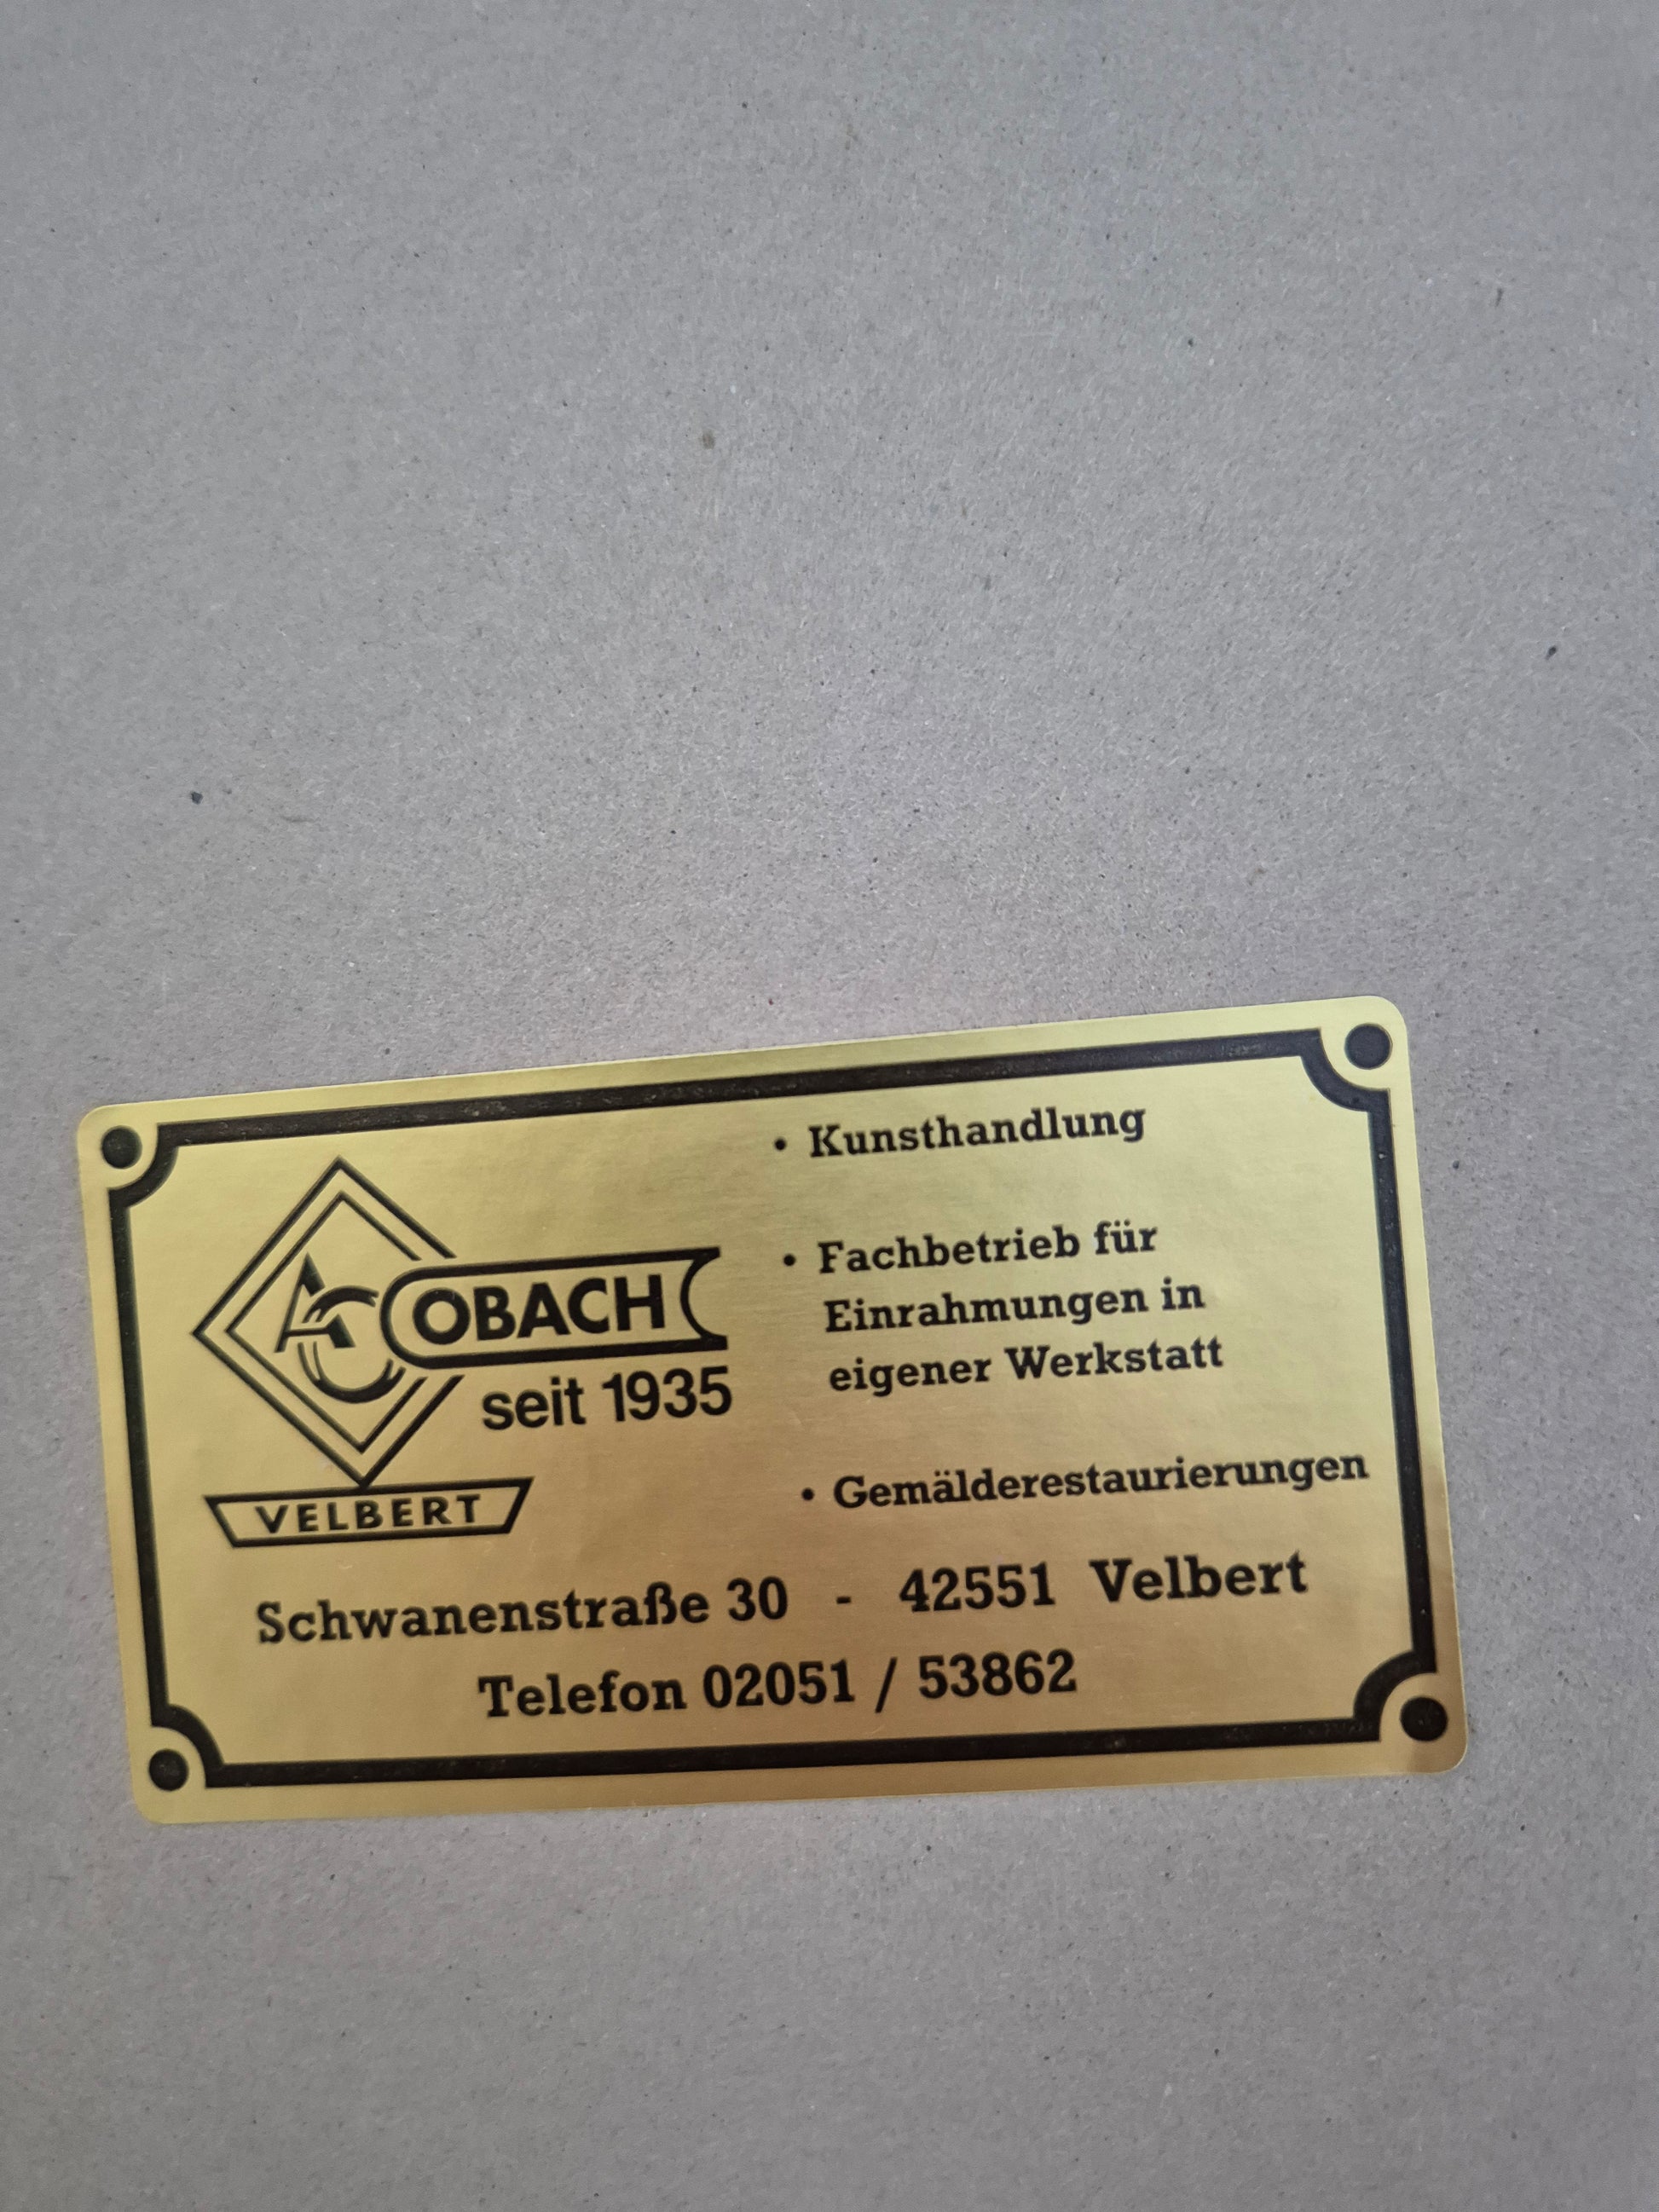 AC OBACH
seit 1935
VELBERT
• Kunsthandlung
• Fachbetrieb für
Einrahmungen in
eigener Werkstatt
• Gemälderestaurierungen
Schwanenstraße 30 - 42551 Velbert
Telefon 02051 / 53862